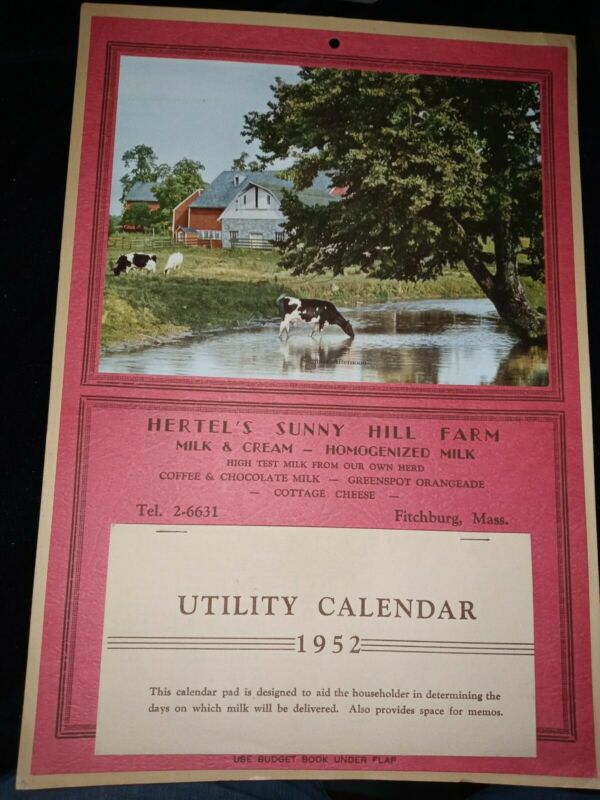 Afternoon
HERTEL'S SUNNY HILL FARM
MILK & CREAM — HOMOGENIZED MILK
HIGH TEST MILK FROM OUR OWN HERD
COFFEE & CHOCOLATE MILK — GREENSPOT ORANGEADE
— COTTAGE CHEESE —
Tel. 2-6631 Fitchburg, Mass.
UTILITY CALENDAR
1952
This calendar pad is designed to aid the householder in determining the
days on which milk will be delivered. Also provides space for memos.
USE BUDGET BOOK UNDER FLAP